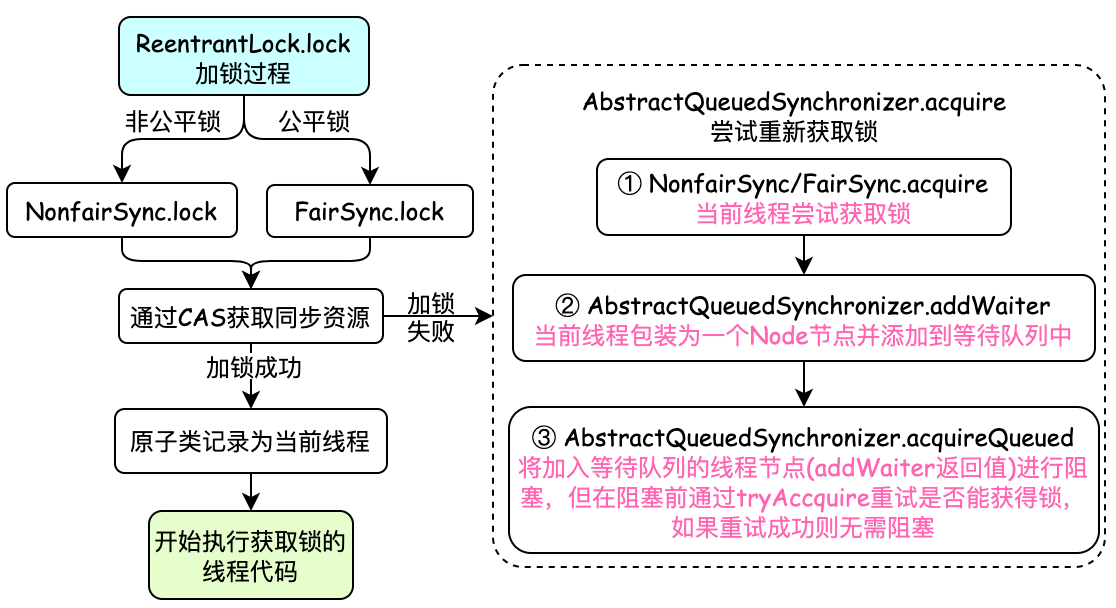 ReentrantLock.lock
加锁过程
非公平锁
公平锁
NonfairSync.lock
FairSync.lock
通过CAS获取同步资源
加锁
失败
加锁成功
原子类记录为当前线程
开始执行获取锁的
线程代码
AbstractQueuedSynchronizer.acquire
尝试重新获取锁
① NonfairSync/FairSync.acquire
当前线程尝试获取锁
② AbstractQueuedSynchronizer.addWaiter
当前线程包装为一个Node节点并添加到等待队列中
③ AbstractQueuedSynchronizer.acquireQueued
将加入等待队列的线程节点(addWaiter返回值)进行阻
塞，但在阻塞前通过tryAccquire重试是否能获得锁，
如果重试成功则无需阻塞